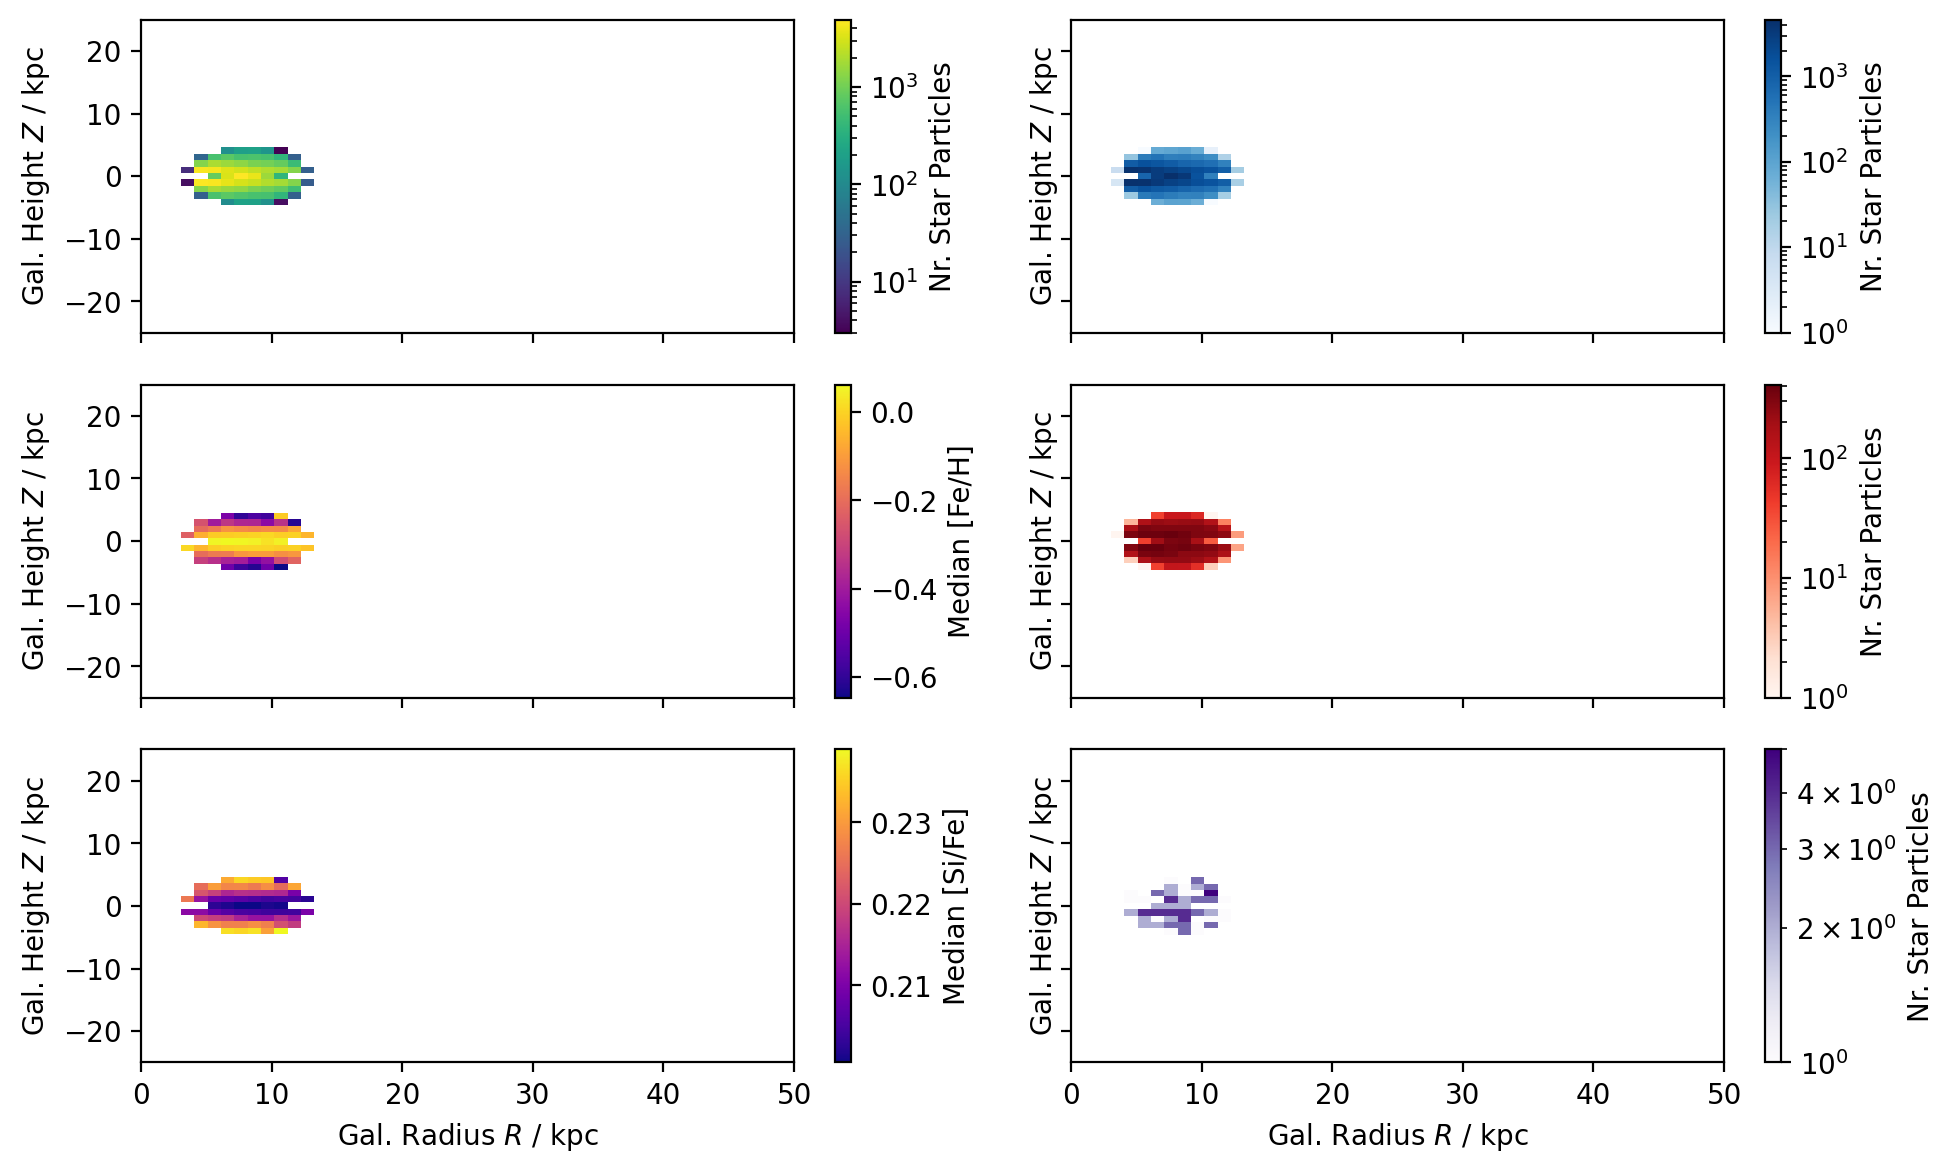 20
10
0
−10
−20
Gal. Height Z / kpc
10³
10²
10¹
Nr. Star Particles
Gal. Height Z / kpc
10³
10²
10¹
10⁰
Nr. Star Particles
20
10
0
−10
−20
Gal. Height Z / kpc
0.0
−0.2
−0.4
−0.6
Median [Fe/H]
Gal. Height Z / kpc
10²
10¹
10⁰
Nr. Star Particles
20
10
0
−10
−20
Gal. Height Z / kpc
0 10 20 30 40 50
Gal. Radius R / kpc
0.23
0.22
0.21
Median [Si/Fe]
Gal. Height Z / kpc
0 10 20 30 40 50
Gal. Radius R / kpc
4 × 10⁰
3 × 10⁰
2 × 10⁰
10⁰
Nr. Star Particles